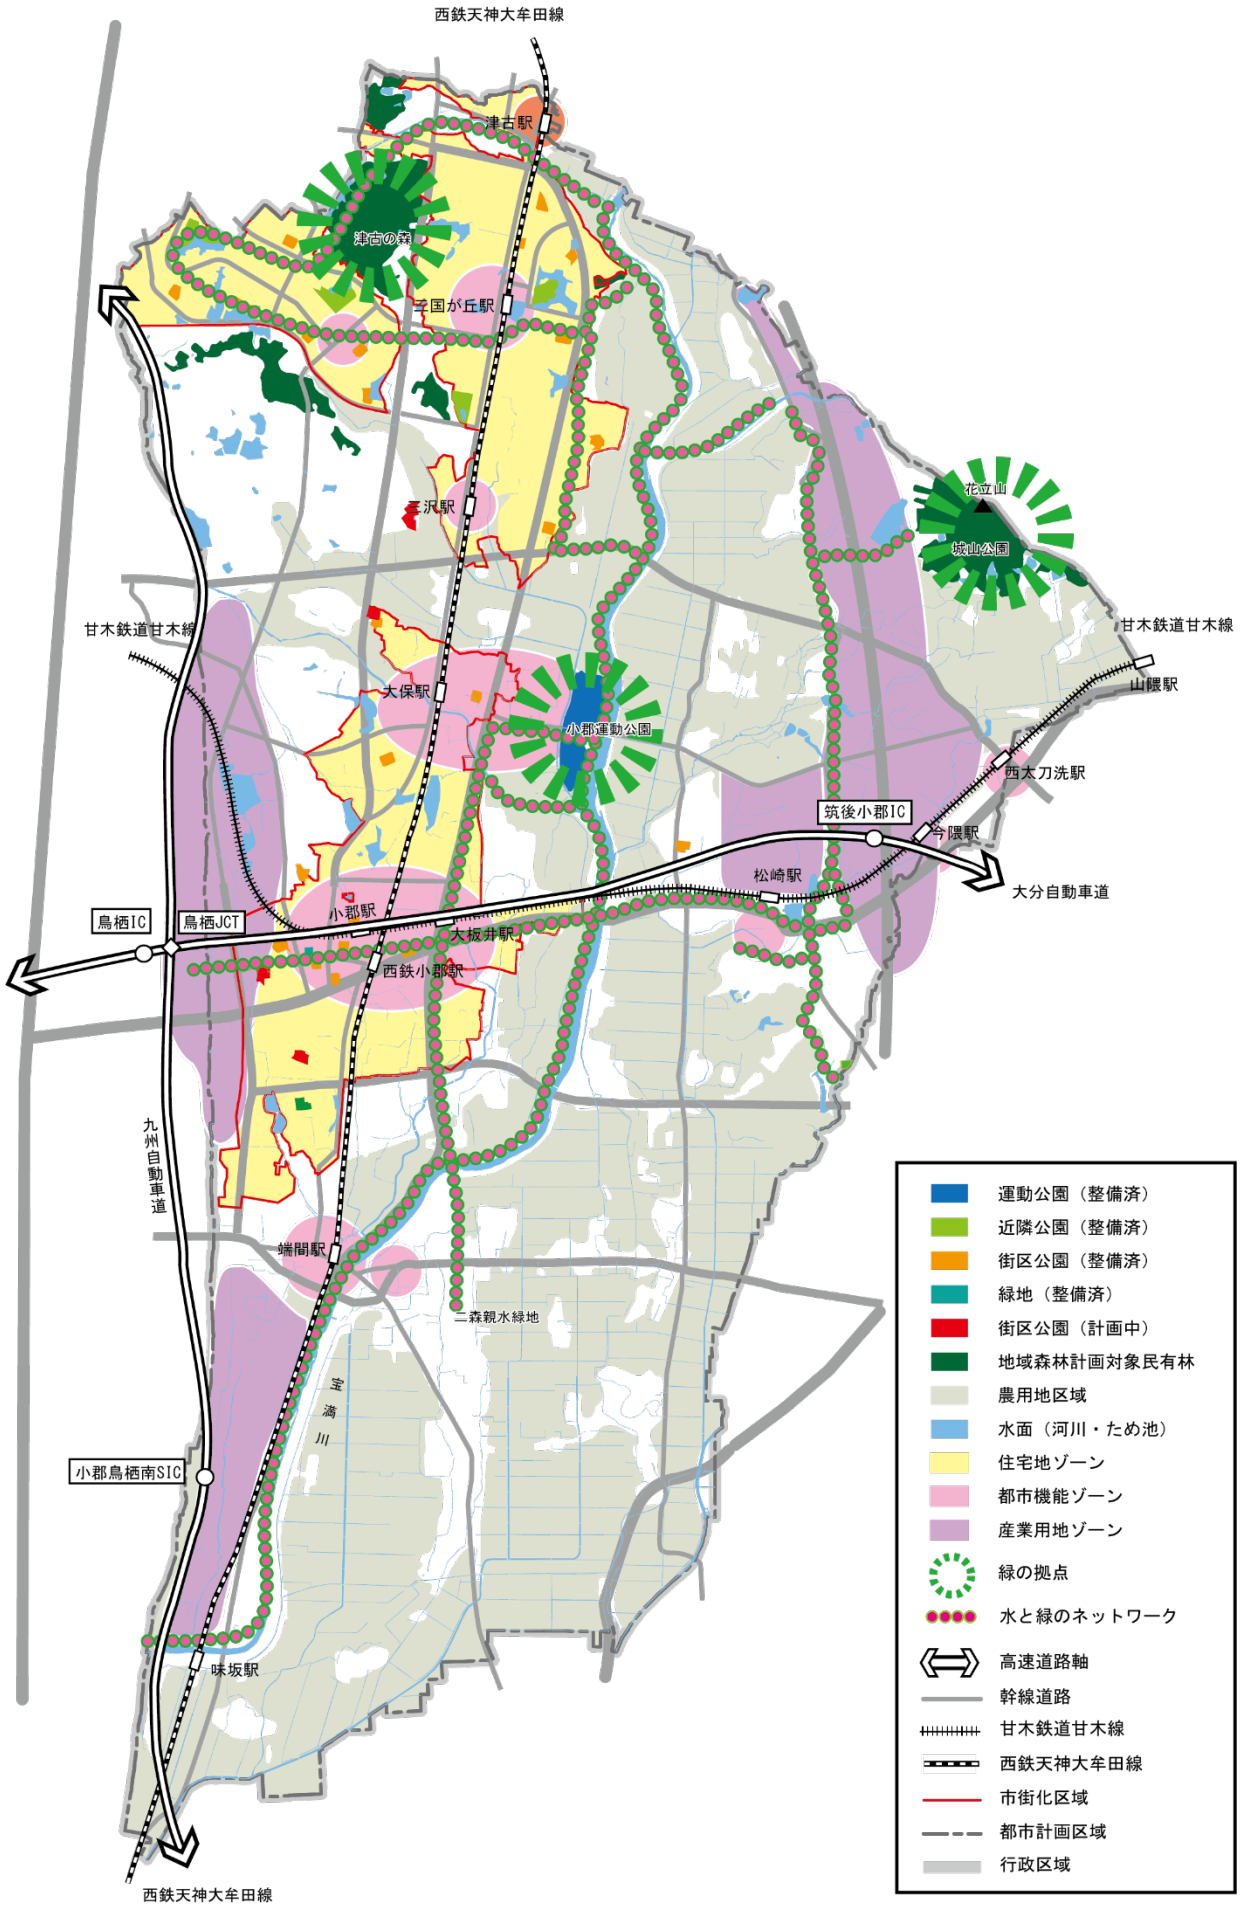 西鉄天神大牟田線
津古駅
津古の森
三国が丘駅
花立山
三沢駅
城山公園
甘木鉄道甘木線
甘木鉄道甘木線
山隈駅
大保駅
小郡運動公園
西太刀洗駅
筑後小郡IC
今隈駅
松崎駅
大分自動車道
鳥栖IC
鳥栖JCT
小郡駅
大板井駅
西鉄小郡駅
九州自動車道
端間駅
二森親水緑地
宝満川
小郡鳥栖南SIC
味坂駅
西鉄天神大牟田線
運動公園（整備済）
近隣公園（整備済）
街区公園（整備済）
緑地（整備済）
街区公園（計画中）
地域森林計画対象民有林
農用地区域
水面（河川・ため池）
住宅地ゾーン
都市機能ゾーン
産業用地ゾーン
緑の拠点
水と緑のネットワーク
高速道路軸
幹線道路
甘木鉄道甘木線
西鉄天神大牟田線
市街化区域
都市計画区域
行政区域